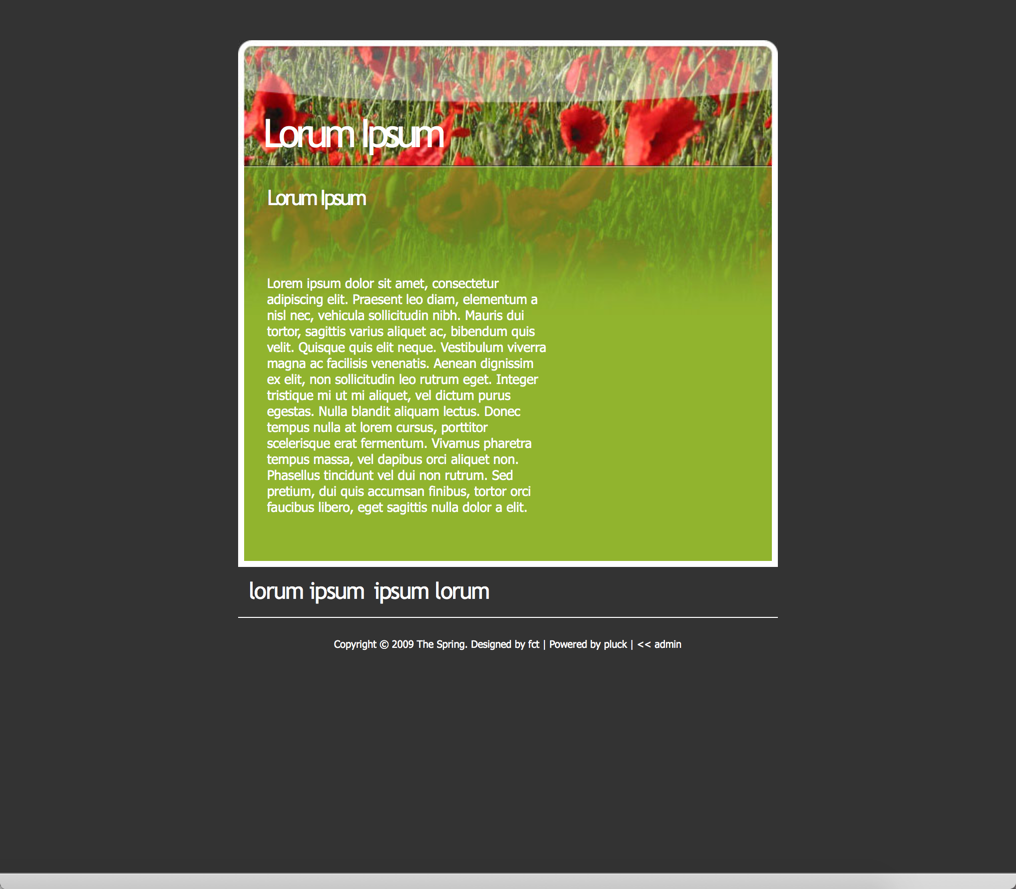 Lorum Ipsum
Lorum Ipsum
Lorem ipsum dolor sit amet, consectetur
adipiscing elit. Praesent leo diam, elementum a
nisl nec, vehicula sollicitudin nibh. Mauris dui
tortor, sagittis varius aliquet ac, bibendum quis
velit. Quisque quis elit neque. Vestibulum viverra
magna ac facilisis venenatis. Aenean dignissim
ex elit, non sollicitudin leo rutrum eget. Integer
tristique mi ut mi aliquet, vel dictum purus
egestas. Nulla blandit aliquam lectus. Donec
tempus nulla at lorem cursus, porttitor
scelerisque erat fermentum. Vivamus pharetra
tempus massa, vel dapibus orci aliquet non.
Phasellus tincidunt vel dui non rutrum. Sed
pretium, dui quis accumsan finibus, tortor orci
faucibus libero, eget sagittis nulla dolor a elit.
lorum ipsum ipsum lorum
Copyright © 2009 The Spring. Designed by fct | Powered by pluck | << admin